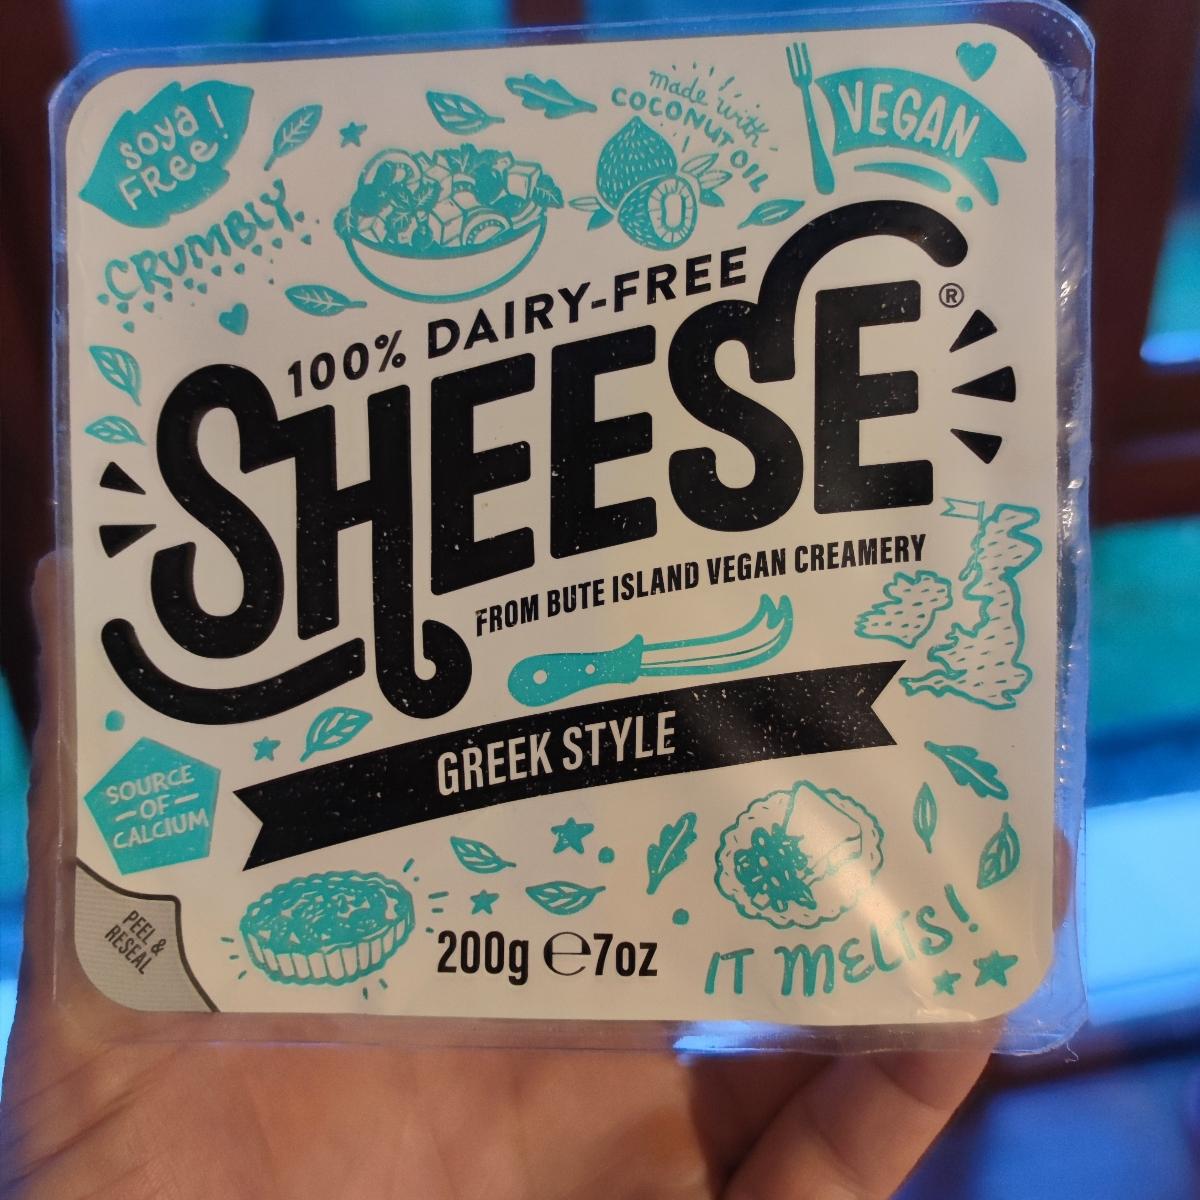 soya
FRee!
CRUMBLY
made with
COCONUT OIL
VEGAN
100% DAIRY-FREE
SHEESE®
FROM BUTE ISLAND VEGAN CREAMERY
GREEK STYLE
SOURCE
OF
CALCIUM
PEEL &
RESEAL
200g ℮7oz
IT MELTS!